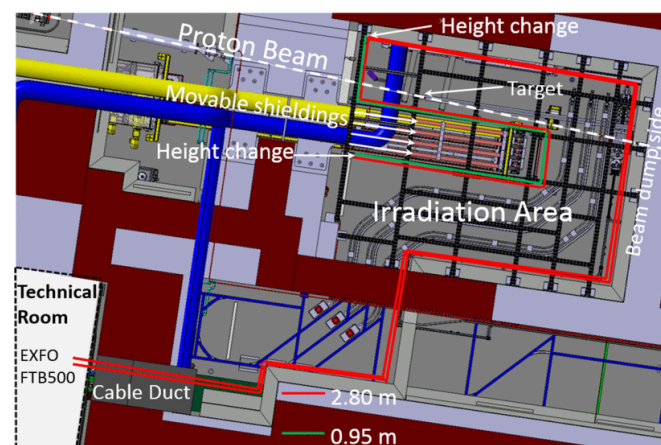 Height change
Proton Beam
Target
Movable shieldings
Height change
Irradiation Area
Beam dump side
Technical
Room
EXFO
FTB500
Cable Duct
2.80 m
0.95 m